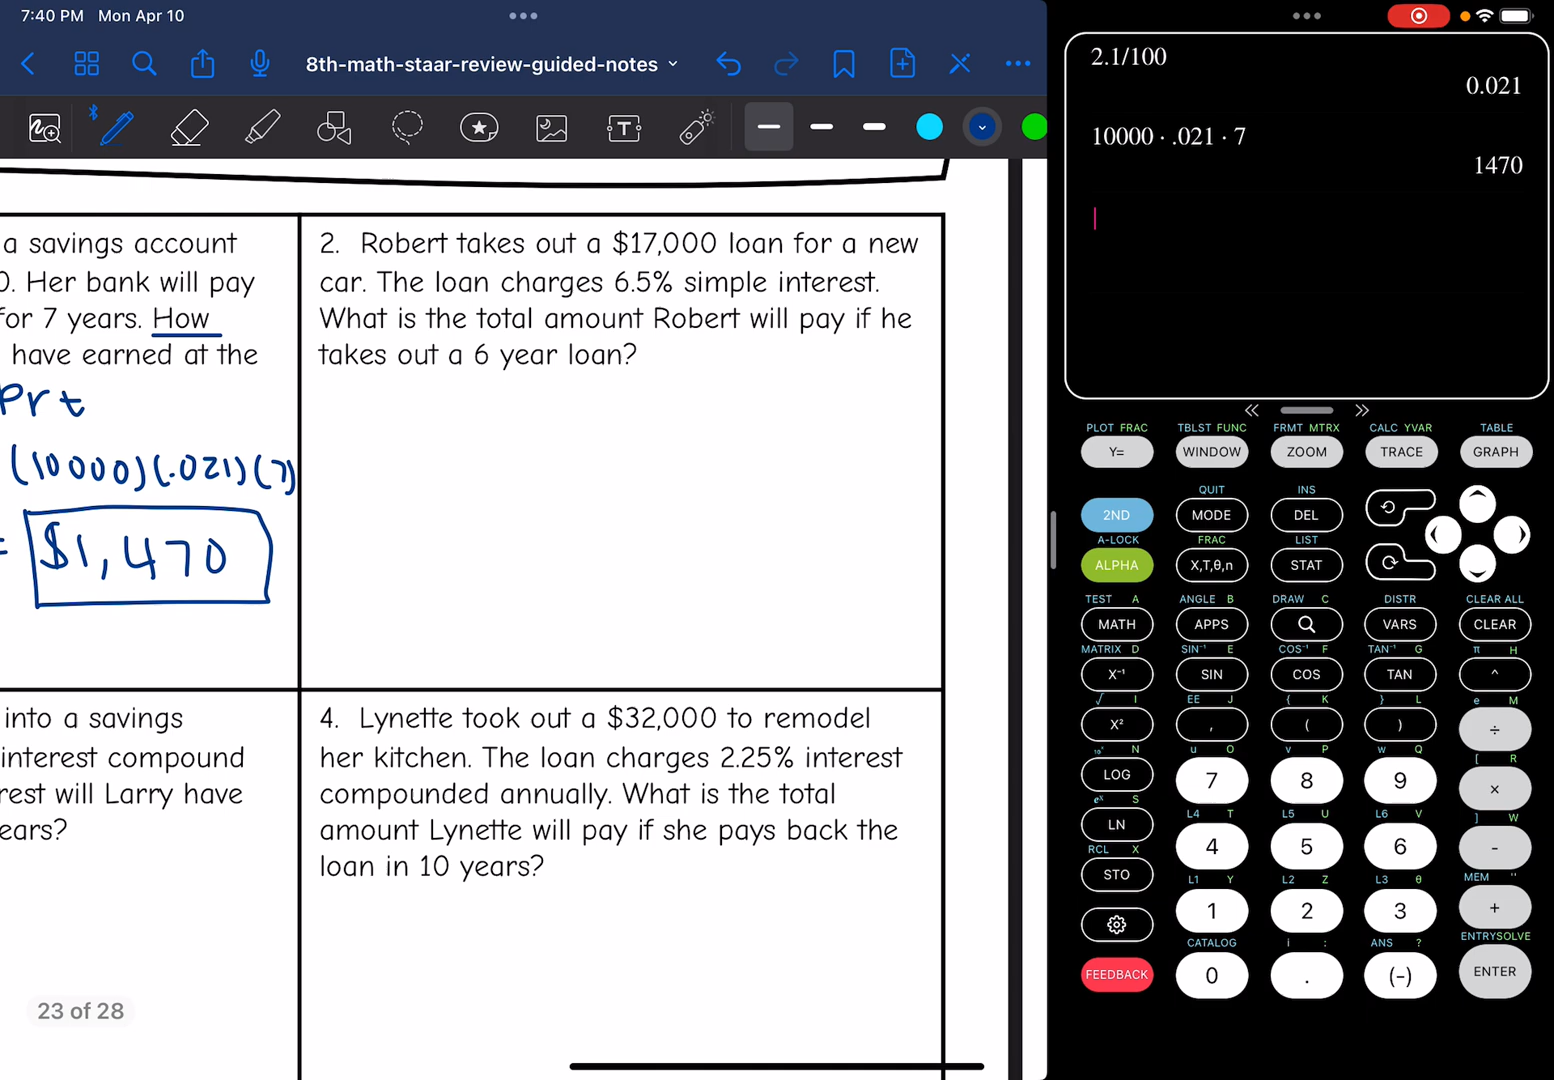 7:40 PM Mon Apr 10
8th-math-staar-review-guided-notes
a savings account
0. Her bank will pay
for 7 years. How
have earned at the
Prt
(10000)(.021)(7)
= $1,470
2. Robert takes out a $17,000 loan for a new
car. The loan charges 6.5% simple interest.
What is the total amount Robert will pay if he
takes out a 6 year loan?
into a savings
interest compound
rest will Larry have
ears?
4. Lynette took out a $32,000 to remodel
her kitchen. The loan charges 2.25% interest
compounded annually. What is the total
amount Lynette will pay if she pays back the
loan in 10 years?
23 of 28
2.1/100
0.021
10000 · .021 · 7
1470
PLOT FRAC TBLST FUNC FRMT MTRX CALC YVAR TABLE
Y= WINDOW ZOOM TRACE GRAPH
QUIT INS
2ND MODE DEL
A-LOCK FRAC LIST
ALPHA X,T,θ,n STAT
TEST A ANGLE B DRAW C DISTR CLEAR ALL
MATH APPS VARS CLEAR
MATRIX D SIN⁻¹ E COS⁻¹ F TAN⁻¹ G π H
X⁻¹ SIN COS TAN ^
√ I EE J { K } L e M
X² , ( ) ÷
10ˣ N u O v P w Q [ R
LOG 7 8 9 ×
eˣ S L4 T L5 U L6 V ] W
LN 4 5 6 -
RCL X L1 Y L2 Z L3 θ MEM "
STO 1 2 3 +
CATALOG i : ANS ? ENTRY SOLVE
FEEDBACK 0 . (-) ENTER